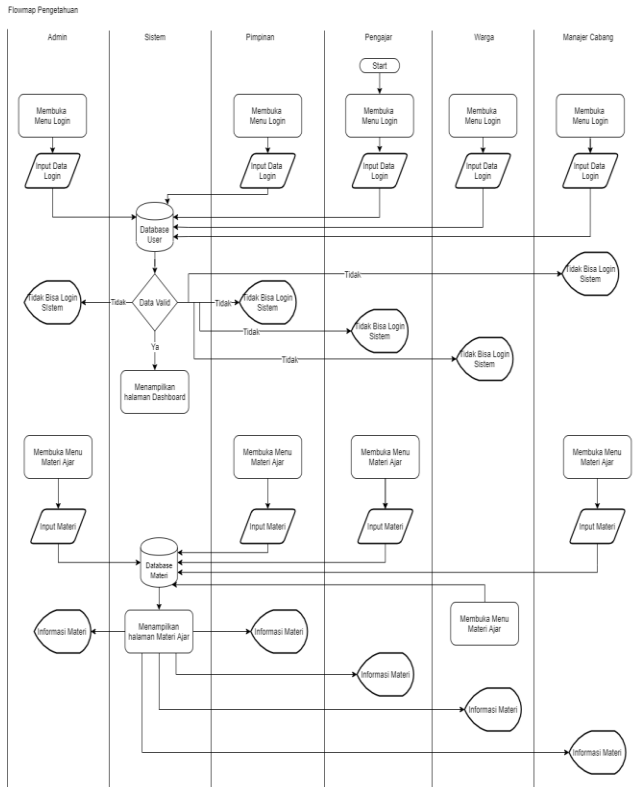 Flowmap Pengetahuan
Admin
Sistem
Pimpinan
Pengajar
Warga
Manajer Cabang
Start
Membuka
Menu Login
Membuka
Menu Login
Membuka
Menu Login
Membuka
Menu Login
Membuka
Menu Login
Input Data
Login
Input Data
Login
Input Data
Login
Input Data
Login
Input Data
Login
Database
User
Tidak
Tidak Bisa Login
Sistem
Tidak Bisa Login
Sistem
Tidak
Data Valid
Tidak
Tidak Bisa Login
Sistem
Tidak
Tidak Bisa Login
Sistem
Ya
Tidak
Tidak Bisa Login
Sistem
Menampilkan
halaman Dashboard
Membuka Menu
Materi Ajar
Membuka Menu
Materi Ajar
Membuka Menu
Materi Ajar
Membuka Menu
Materi Ajar
Input Materi
Input Materi
Input Materi
Input Materi
Database
Materi
Membuka Menu
Materi Ajar
Informasi Materi
Menampilkan
halaman Materi Ajar
Informasi Materi
Informasi Materi
Informasi Materi
Informasi Materi